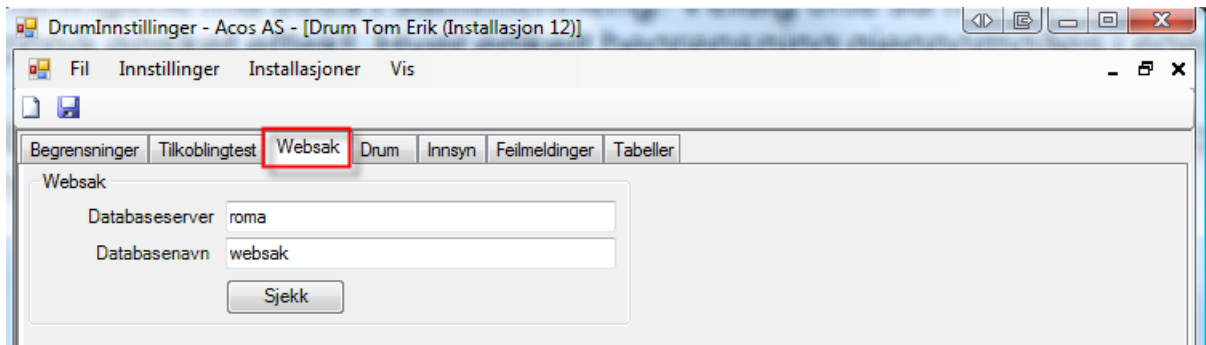 DrumInnstillinger - Acos AS - [Drum Tom Erik (Installasjon 12)]
Fil Innstillinger Installasjoner Vis
Begrensninger Tilkoblingtest Websak Drum Innsyn Feilmeldinger Tabeller
Websak
Databaseserver roma
Databasenavn websak
Sjekk